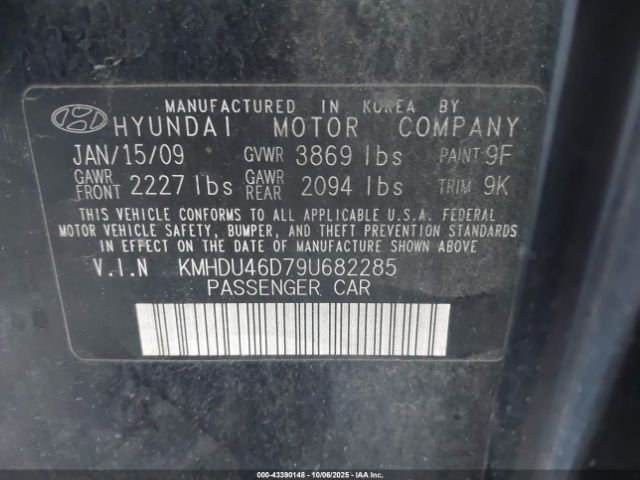 MANUFACTURED IN KOREA BY
HYUNDAI MOTOR COMPANY
JAN/15/09 GVWR 3869 lbs PAINT 9F
GAWR FRONT 2227 lbs GAWR REAR 2094 lbs TRIM 9K
THIS VEHICLE CONFORMS TO ALL APPLICABLE U.S.A. FEDERAL
MOTOR VEHICLE SAFETY, BUMPER, AND THEFT PREVENTION STANDARDS
IN EFFECT ON THE DATE OF MANUFACTURE SHOWN ABOVE.
V.I.N KMHDU46D79U682285
PASSENGER CAR
000-43390148 - 10/06/2025 - IAA Inc.